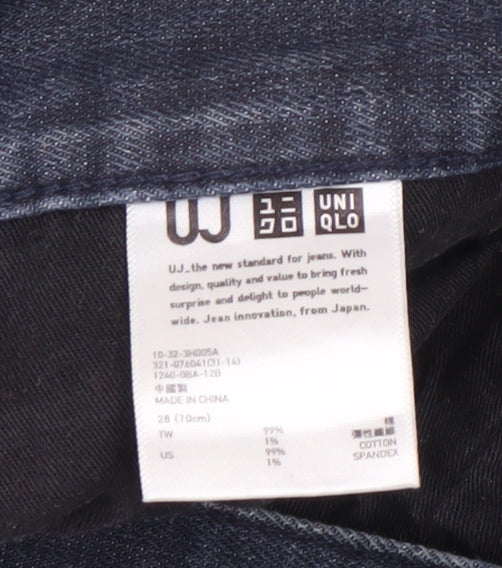 UJ ユニクロ UNIQLO
UJ_the new standard for jeans. With
design, quality and value to bring fresh
surprise and delight to people world-
wide. Jean innovation, from Japan.
10-32-3H005A
321-076041(31-14)
1240-0BA-12B
中國製
MADE IN CHINA
28 (70cm)
TW 99% 棉
1% 彈性纖維
US 99% COTTON
1% SPANDEX